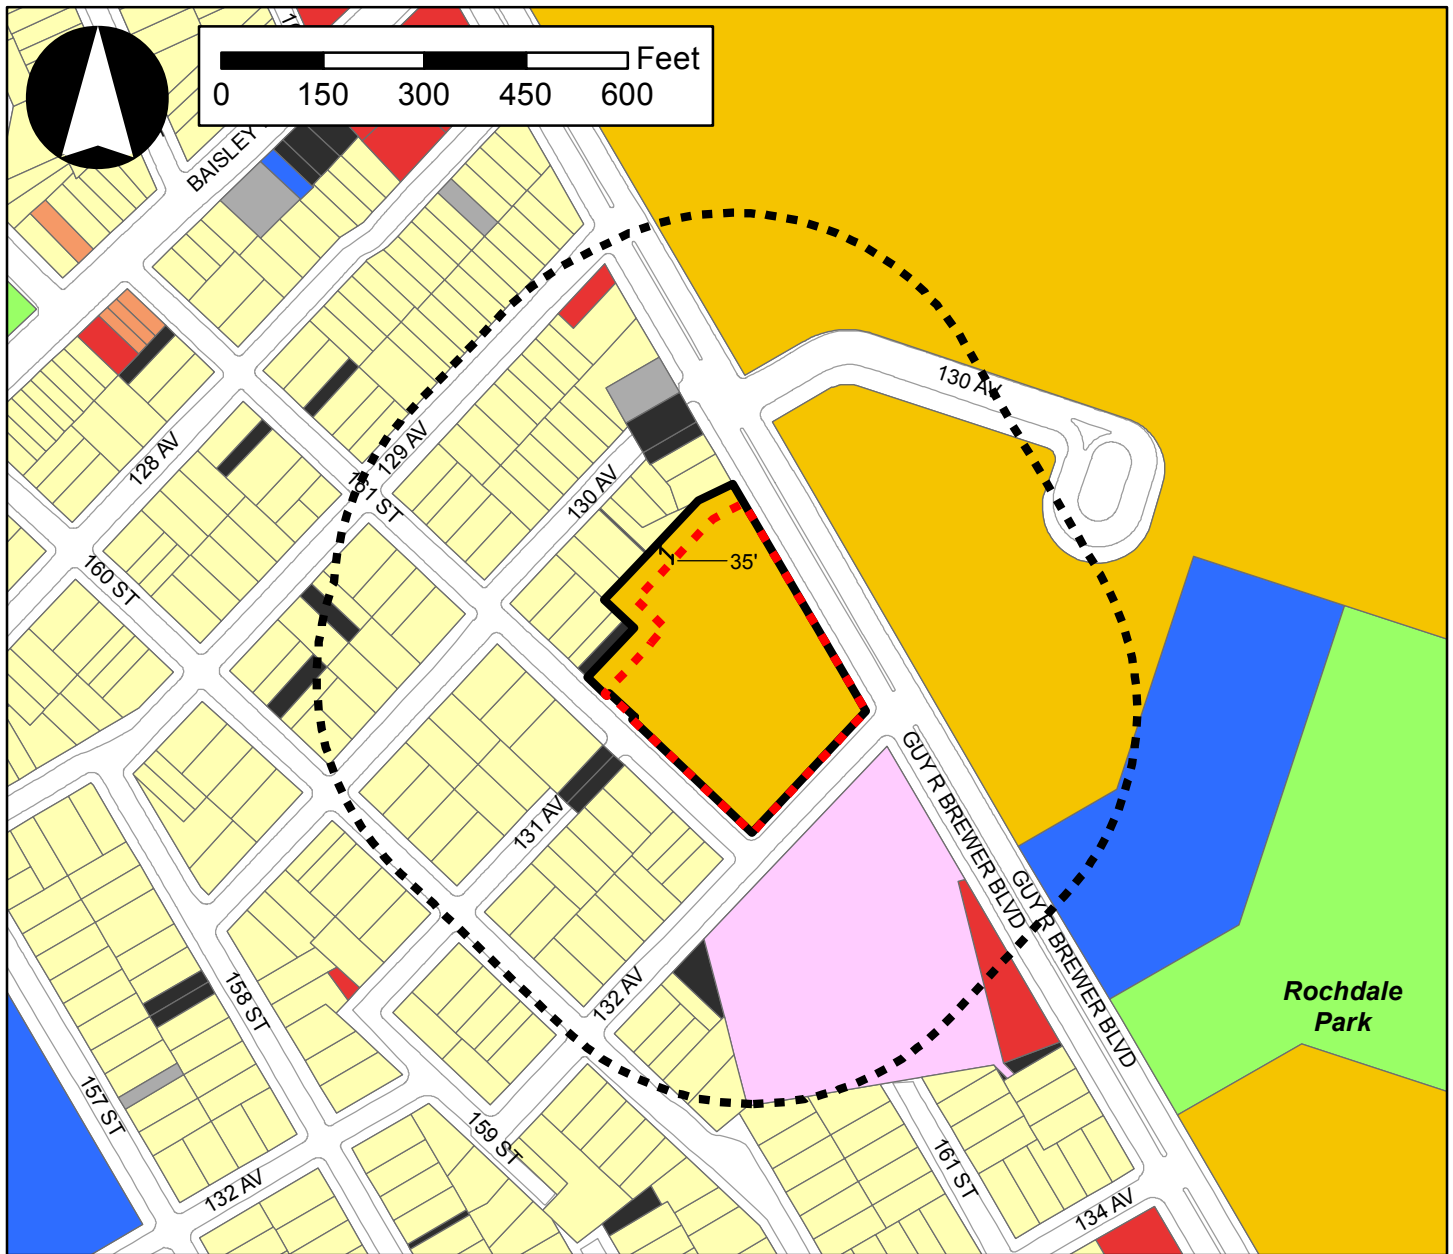 Feet
0 150 300 450 600
BAISLEY
128 AV
129 AV
161 ST
130 AV
130 AV
160 ST
35'
131 AV
GUY R BREWER BLVD
GUY R BREWER BLVD
132 AV
158 ST
Rochdale
Park
157 ST
159 ST
161 ST
132 AV
134 AV